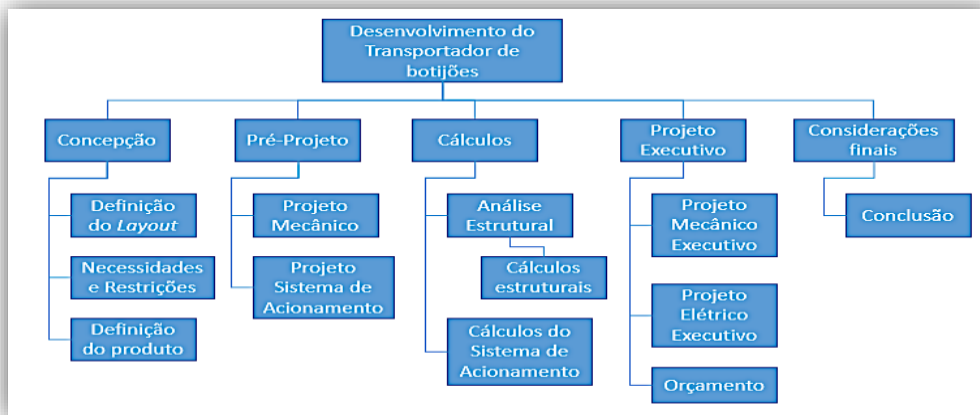 Desenvolvimento do
Transportador de
botijões
Concepção
Definição
do Layout
Necessidades
e Restrições
Definição
do produto
Pré-Projeto
Projeto
Mecânico
Projeto
Sistema de
Acionamento
Cálculos
Análise
Estrutural
Cálculos
estruturais
Cálculos do
Sistema de
Acionamento
Projeto
Executivo
Projeto
Mecânico
Executivo
Projeto
Elétrico
Executivo
Orçamento
Considerações
finais
Conclusão